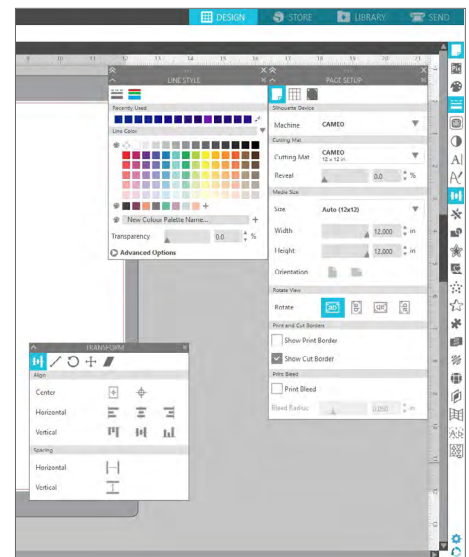 DESIGN STORE LIBRARY SEND
LINE STYLE
Recently Used
Line Color
New Colour Palette Name...
Transparency 0.0 %
Advanced Options
PAGE SETUP
Silhouette Device
Machine CAMEO
Cutting Mat
Cutting Mat CAMEO
12 x 12 in
Reveal 0.0 %
Media Size
Size Auto (12x12)
Width 12.000 in
Height 12.000 in
Orientation
Rotate View
Rotate
Print and Cut Borders
Show Print Border
Show Cut Border
Print Bleed
Print Bleed
Bleed Radius 0.050 in
TRANSFORM
Align
Center
Horizontal
Vertical
Spacing
Horizontal
Vertical